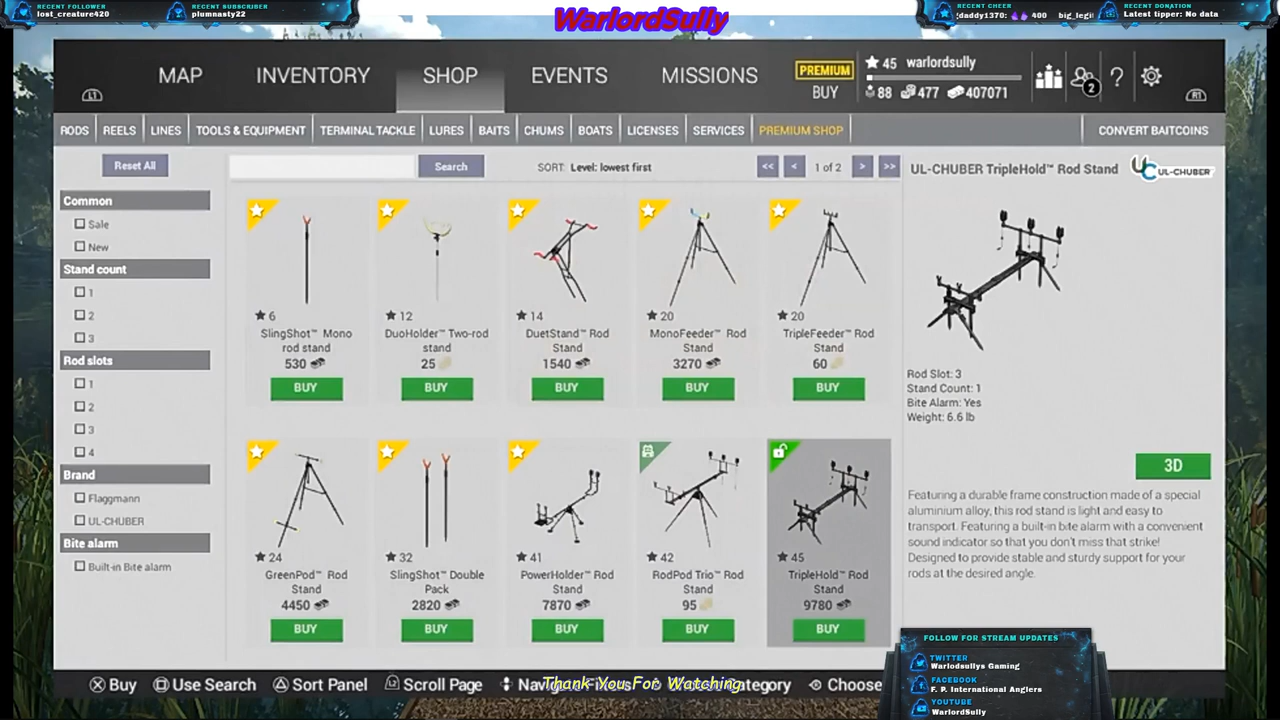 RECENT FOLLOWER
lost_creature420
RECENT SUBSCRIBER
plumnasty22
WarlordSully
RECENT CHEER
gdaddy1370: 400 big_legi
RECENT DONATION
Latest tipper: No data
MAP
INVENTORY
SHOP
EVENTS
MISSIONS
PREMIUM
BUY
45 warlordsully
88 477 407071
2
?
L1
R1
RODS
REELS
LINES
TOOLS & EQUIPMENT
TERMINAL TACKLE
LURES
BAITS
CHUMS
BOATS
LICENSES
SERVICES
PREMIUM SHOP
CONVERT BAITCOINS
Reset All
Search
SORT: Level: lowest first
<< < 1 of 2 > >>
Common
Sale
New
Stand count
1
2
3
Rod slots
1
2
3
4
Brand
Flaggmann
UL-CHUBER
Bite alarm
Built-in Bite alarm
6
SlingShot™ Mono
rod stand
530
BUY
12
DuoHolder™ Two-rod
stand
25
BUY
14
DuetStand™ Rod
Stand
1540
BUY
20
MonoFeeder™ Rod
Stand
3270
BUY
20
TripleFeeder™ Rod
Stand
60
BUY
24
GreenPod™ Rod
Stand
4450
BUY
32
SlingShot™ Double
Pack
2820
BUY
41
PowerHolder™ Rod
Stand
7870
BUY
42
RodPod Trio™ Rod
Stand
95
BUY
45
TripleHold™ Rod
Stand
9780
BUY
UL-CHUBER TripleHold™ Rod Stand
UL-CHUBER
Rod Slot: 3
Stand Count: 1
Bite Alarm: Yes
Weight: 6.6 lb
3D
Featuring a durable frame construction made of a special
aluminium alloy, this rod stand is light and easy to
transport. Featuring a built-in bite alarm with a convenient
sound indicator so that you don't miss that strike!
Designed to provide stable and sturdy support for your
rods at the desired angle.
Buy
Use Search
Sort Panel
Scroll Page
Thank You For Watching
Choose
FOLLOW FOR STREAM UPDATES
TWITTER
Warlodsullys Gaming
FACEBOOK
F. P. International Anglers
YOUTUBE
WarlordSully